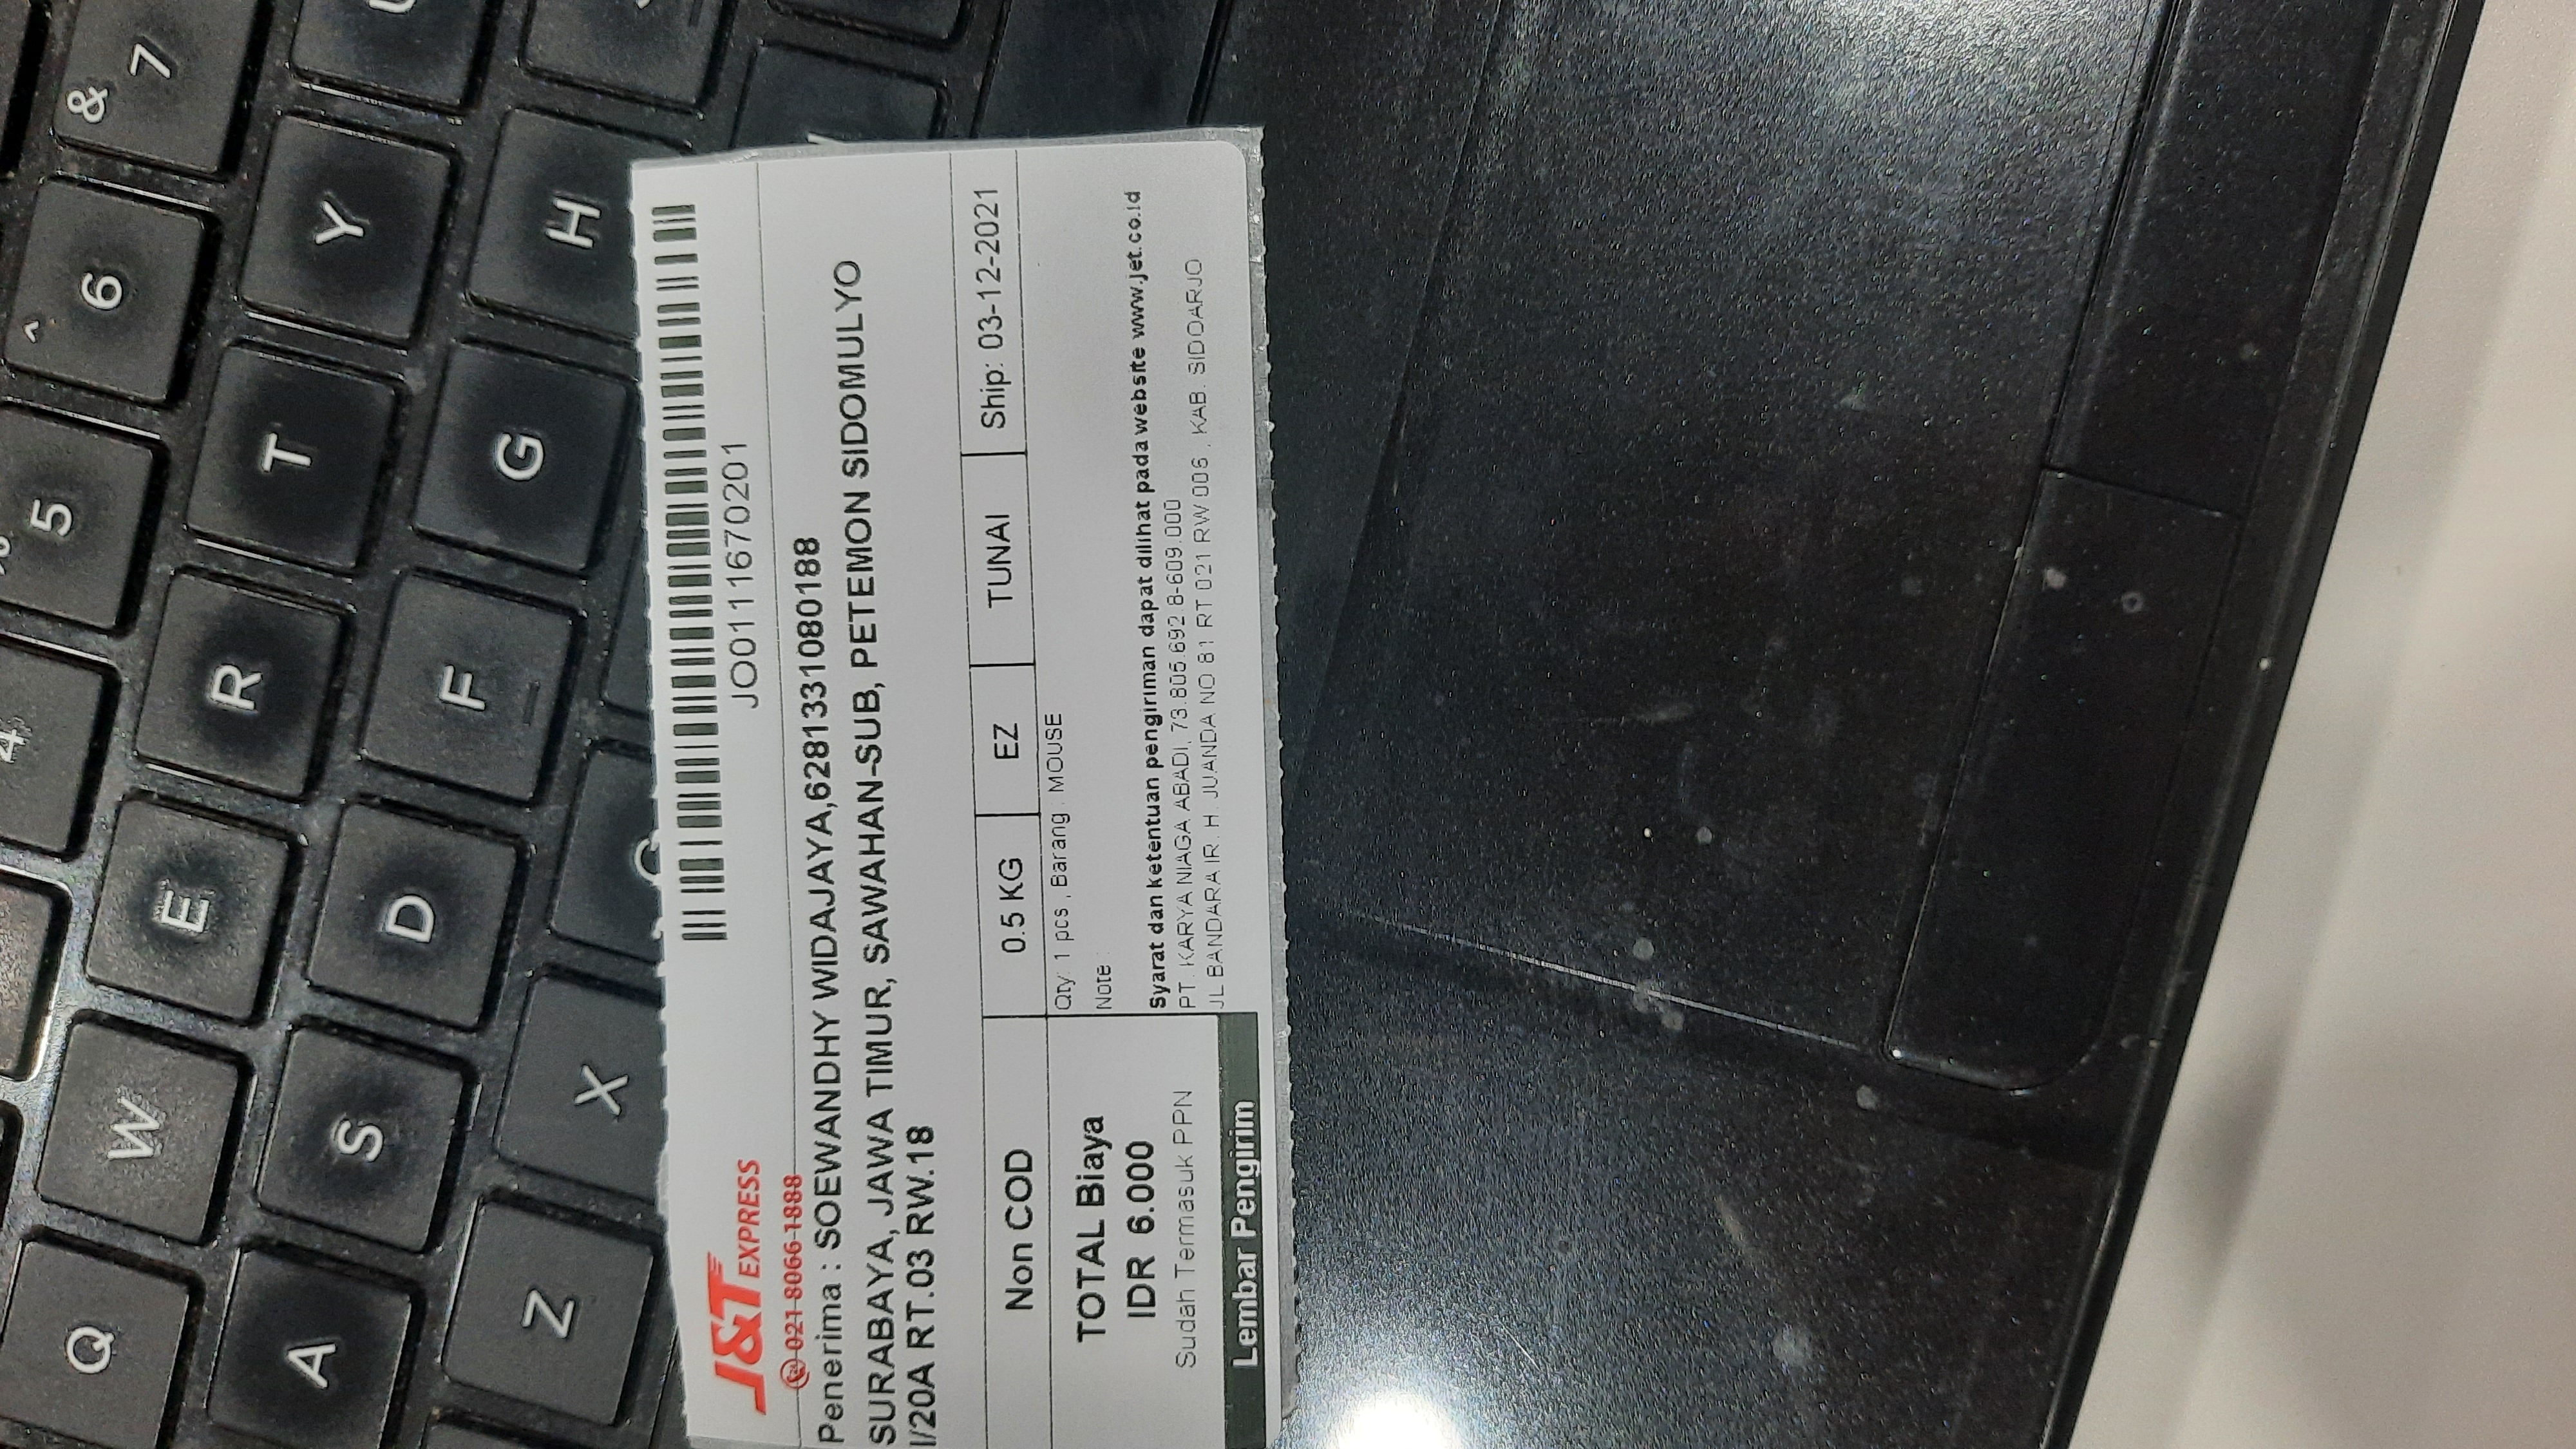 4 % 5 ^ 6 & 7
Q W E R T Y
A S D F G H
Z X C
J&T EXPRESS
021 8066 1888
JO0111670201
Penerima : SOEWANDHY WIDAJAYA,6281331080188
SURABAYA, JAWA TIMUR, SAWAHAN-SUB, PETEMON SIDOMULYO
I/20A RT.03 RW.18
Non COD 0.5 KG EZ TUNAI Ship: 03-12-2021
TOTAL Biaya
IDR 6.000
Sudah Termasuk PPN
Lembar Pengirim
Qty: 1 pcs , Barang : MOUSE
Note :
Syarat dan ketentuan pengiriman dapat dilihat pada website www.jet.co.id
PT. KARYA NIAGA ABADI, 73.805.692.8-609.000
JL BANDARA IR. H. JUANDA NO 81 RT 021 RW 006 , KAB. SIDOARJO